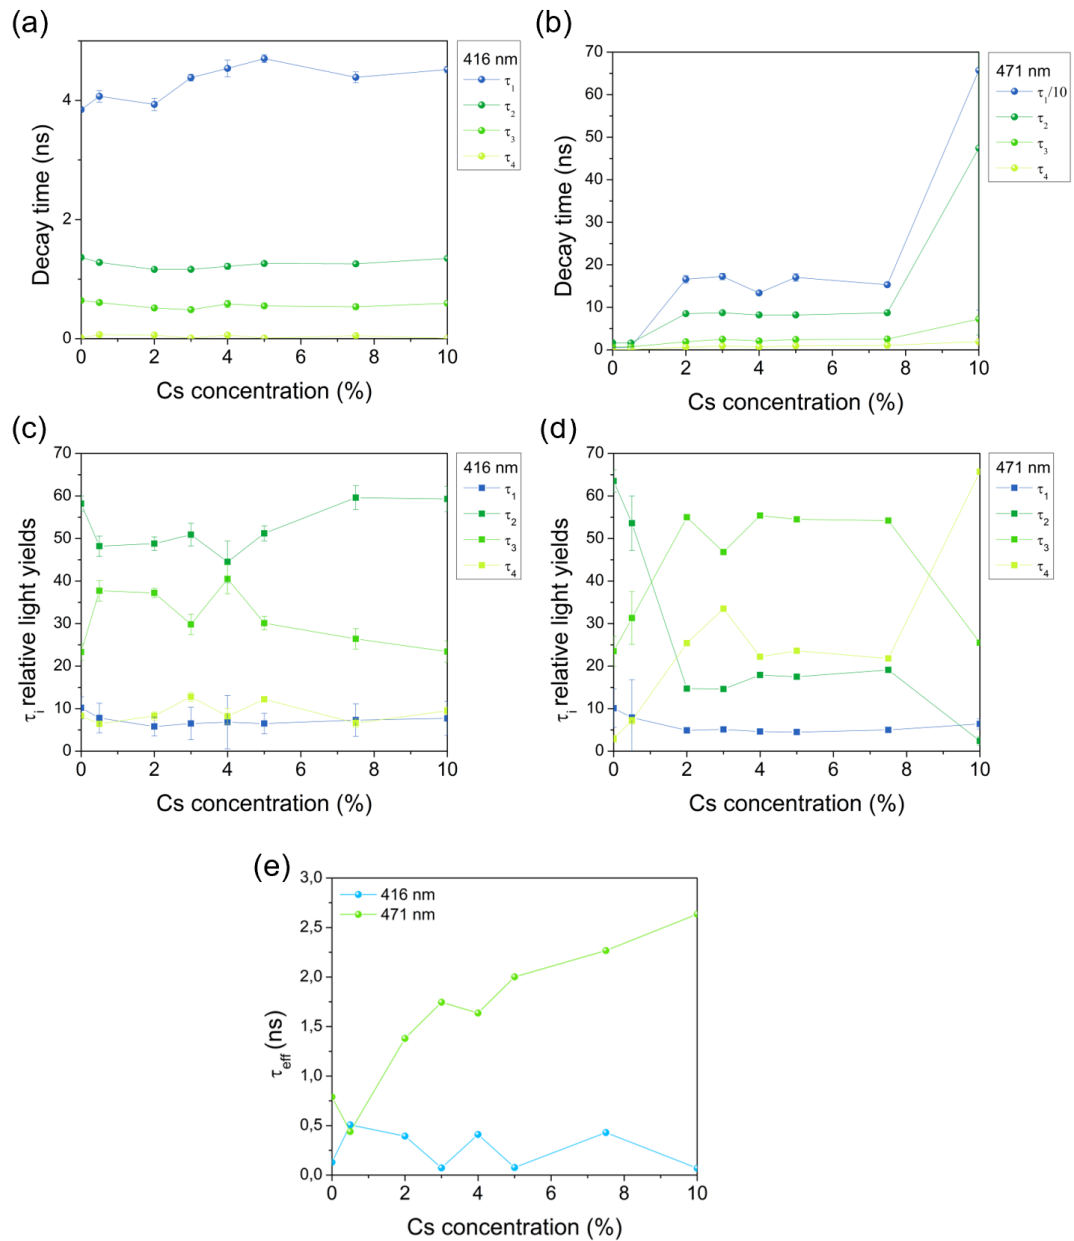 (a)
Decay time (ns)
4
2
0
0 2 4 6 8 10
Cs concentration (%)
416 nm
τ1
τ2
τ3
τ4
(b)
Decay time (ns)
70
60
50
40
30
20
10
0
0 2 4 6 8 10
Cs concentration (%)
471 nm
τ1/10
τ2
τ3
τ4
(c)
τi relative light yields
70
60
50
40
30
20
10
0
0 2 4 6 8 10
Cs concentration (%)
416 nm
τ1
τ2
τ3
τ4
(d)
τi relative light yields
70
60
50
40
30
20
10
0
0 2 4 6 8 10
Cs concentration (%)
471 nm
τ1
τ2
τ3
τ4
(e)
τeff (ns)
3,0
2,5
2,0
1,5
1,0
0,5
0,0
0 2 4 6 8 10
Cs concentration (%)
416 nm
471 nm